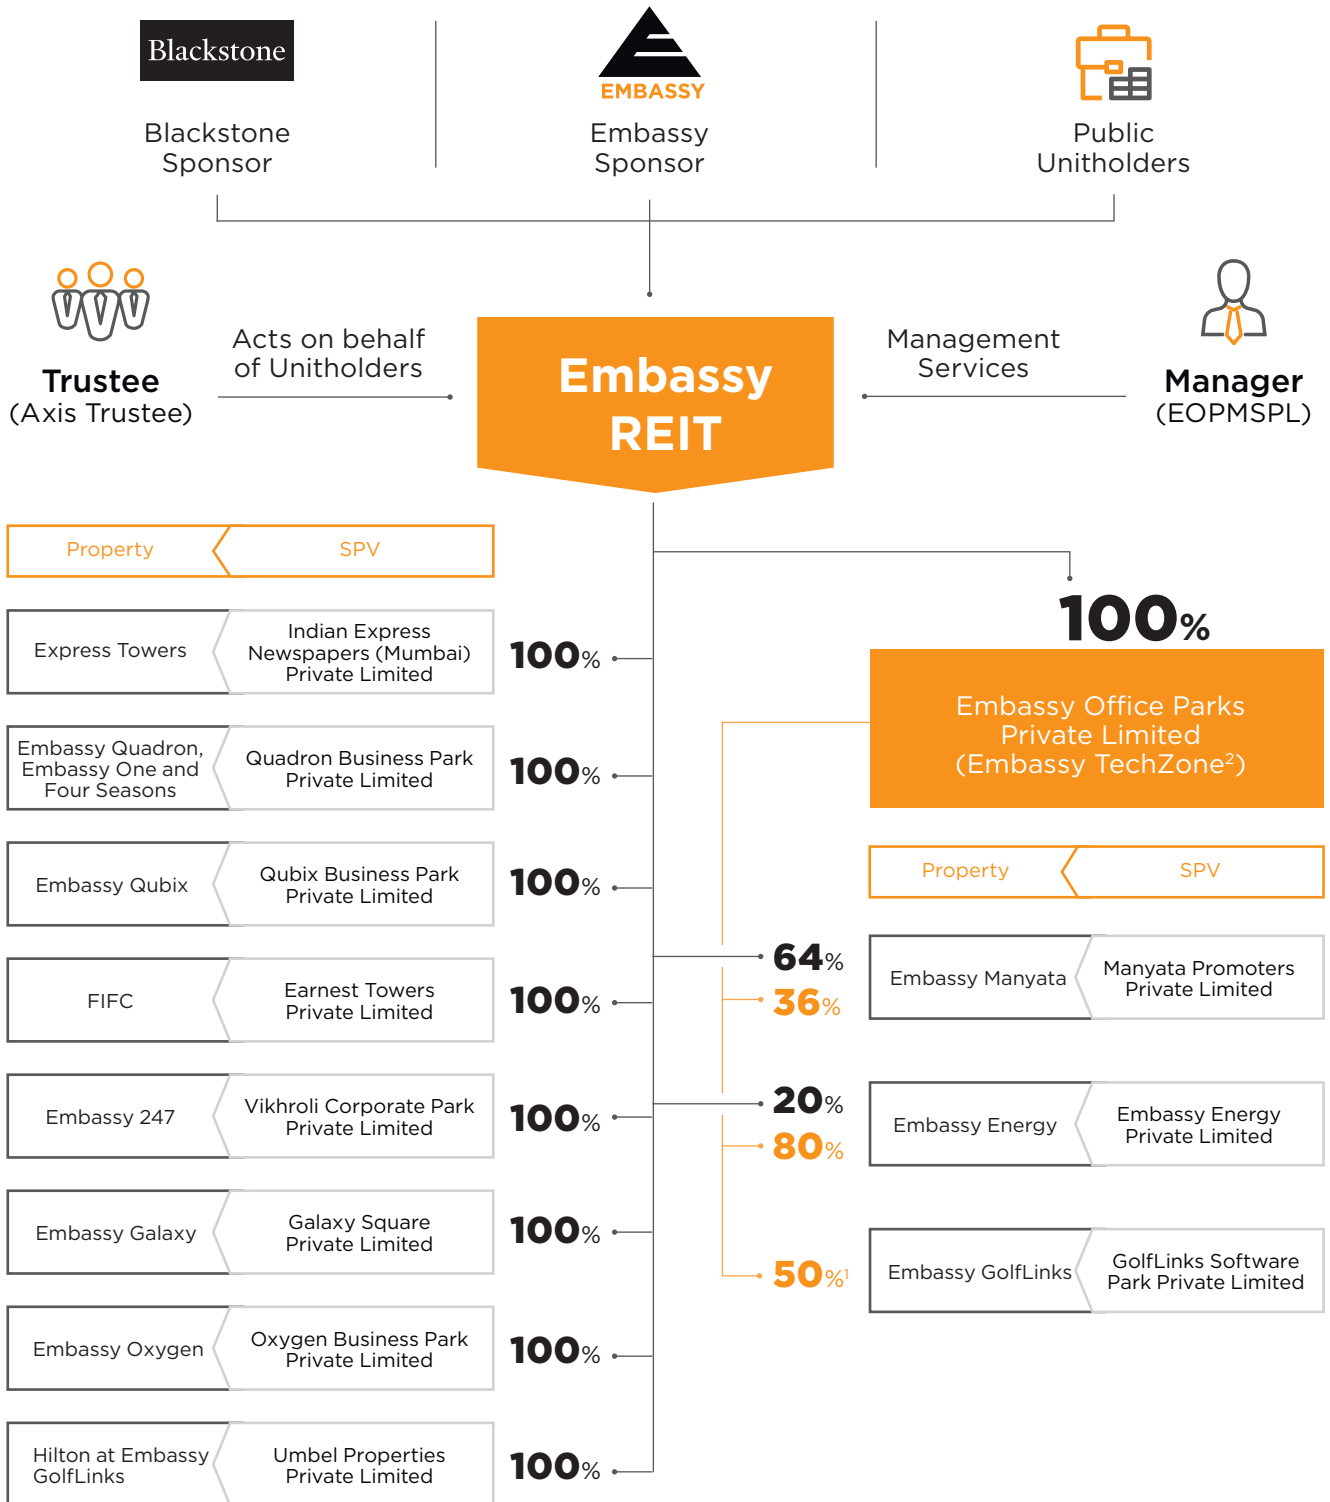 Blackstone
EMBASSY
Blackstone
Sponsor
Embassy
Sponsor
Public
Unitholders
Trustee
(Axis Trustee)
Acts on behalf
of Unitholders
Embassy
REIT
Management
Services
Manager
(EOPMSPL)
Property
SPV
Express Towers
Indian Express
Newspapers (Mumbai)
Private Limited
100%
Embassy Quadron,
Embassy One and
Four Seasons
Quadron Business Park
Private Limited
100%
Embassy Qubix
Qubix Business Park
Private Limited
100%
FIFC
Earnest Towers
Private Limited
100%
Embassy 247
Vikhroli Corporate Park
Private Limited
100%
Embassy Galaxy
Galaxy Square
Private Limited
100%
Embassy Oxygen
Oxygen Business Park
Private Limited
100%
Hilton at Embassy
GolfLinks
Umbel Properties
Private Limited
100%
100%
Embassy Office Parks
Private Limited
(Embassy TechZone²)
Property
SPV
64%
36%
Embassy Manyata
Manyata Promoters
Private Limited
20%
80%
Embassy Energy
Embassy Energy
Private Limited
50%¹
Embassy GolfLinks
GolfLinks Software
Park Private Limited